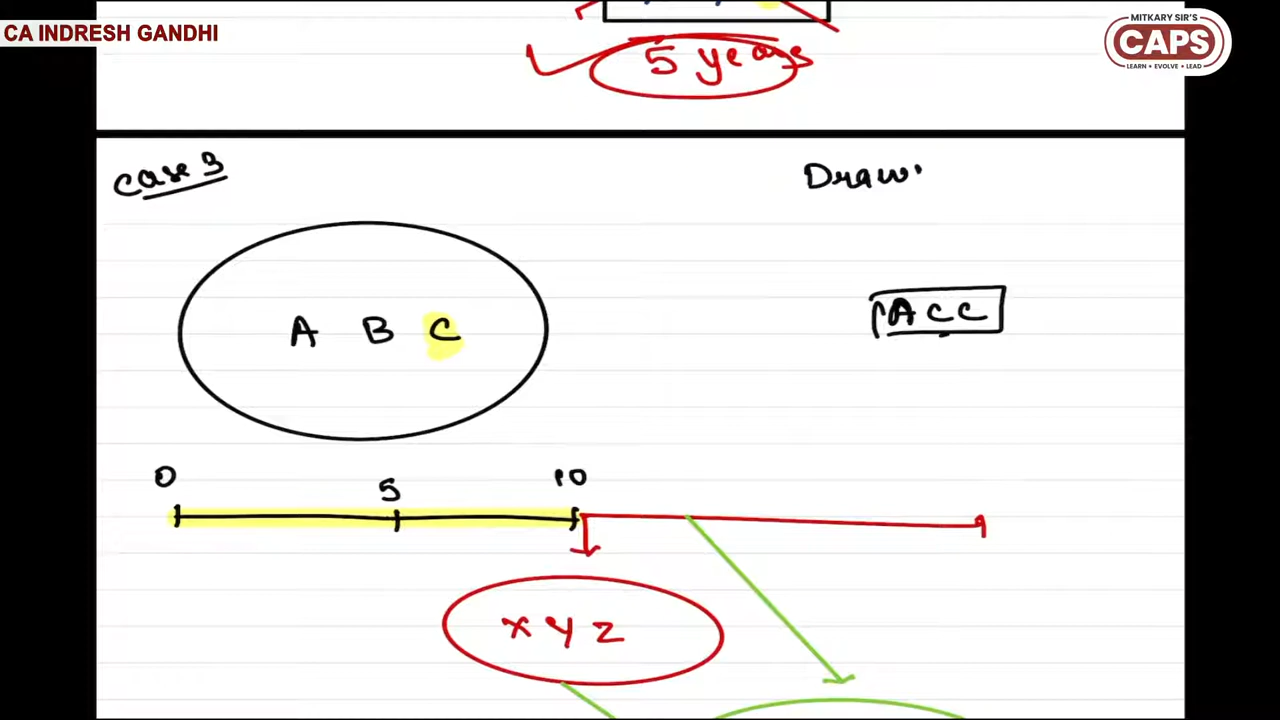 CA INDRESH GANDHI
MITKARY SIR'S
CAPS
LEARN • EVOLVE • LEAD
5 years
Case 3
Draw
A B C
ACC
0 5 10
X Y Z